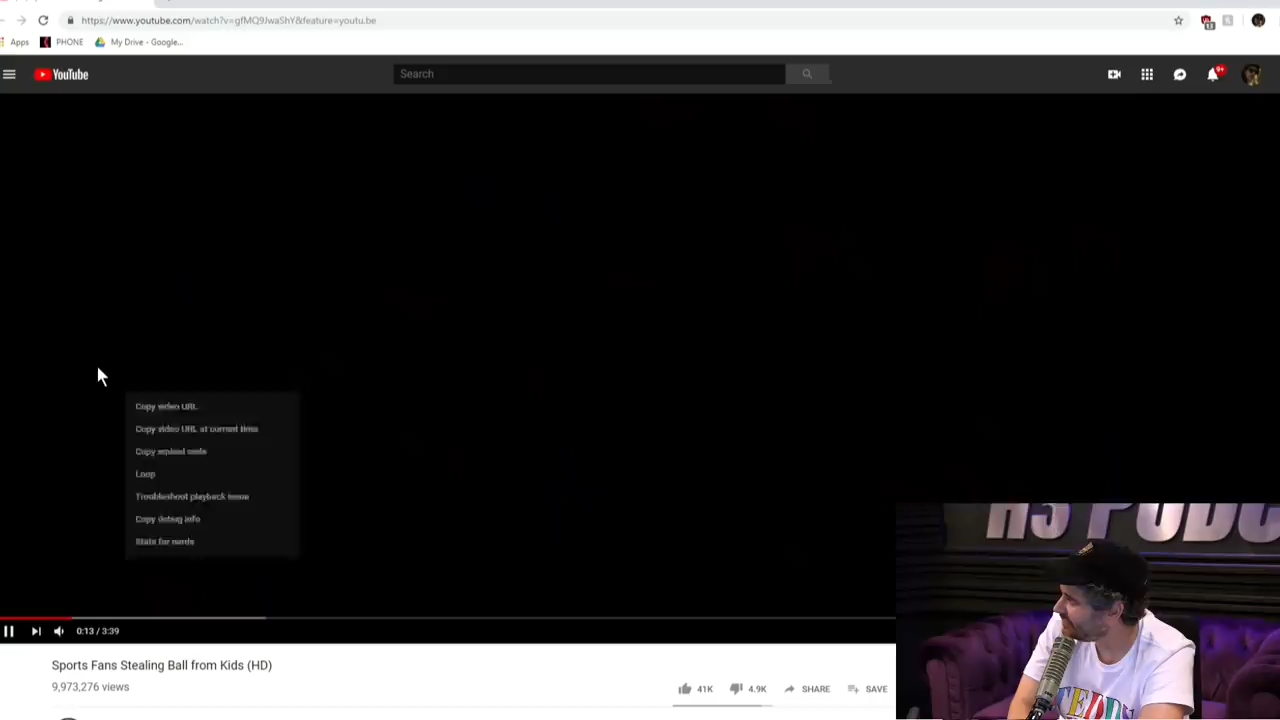 https://www.youtube.com/watch?v=gfMQ9JwaShY&feature=youtu.be
Apps PHONE My Drive - Google...
YouTube Search 9+
Copy video URL
Copy video URL at current time
Copy embed code
Loop
Troubleshoot playback issue
Copy debug info
Stats for nerds
0:13 / 3:39
H3 PODC
Sports Fans Stealing Ball from Kids (HD)
9,973,276 views 41K 4.9K SHARE SAVE